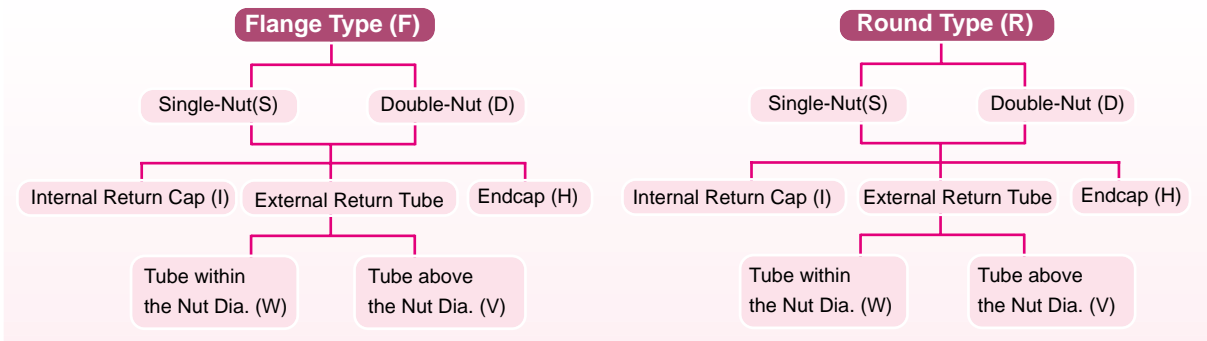 Flange Type (F)
Single-Nut(S)
Double-Nut (D)
Internal Return Cap (I)
External Return Tube
Endcap (H)
Tube within
the Nut Dia. (W)
Tube above
the Nut Dia. (V)
Round Type (R)
Single-Nut(S)
Double-Nut (D)
Internal Return Cap (I)
External Return Tube
Endcap (H)
Tube within
the Nut Dia. (W)
Tube above
the Nut Dia. (V)